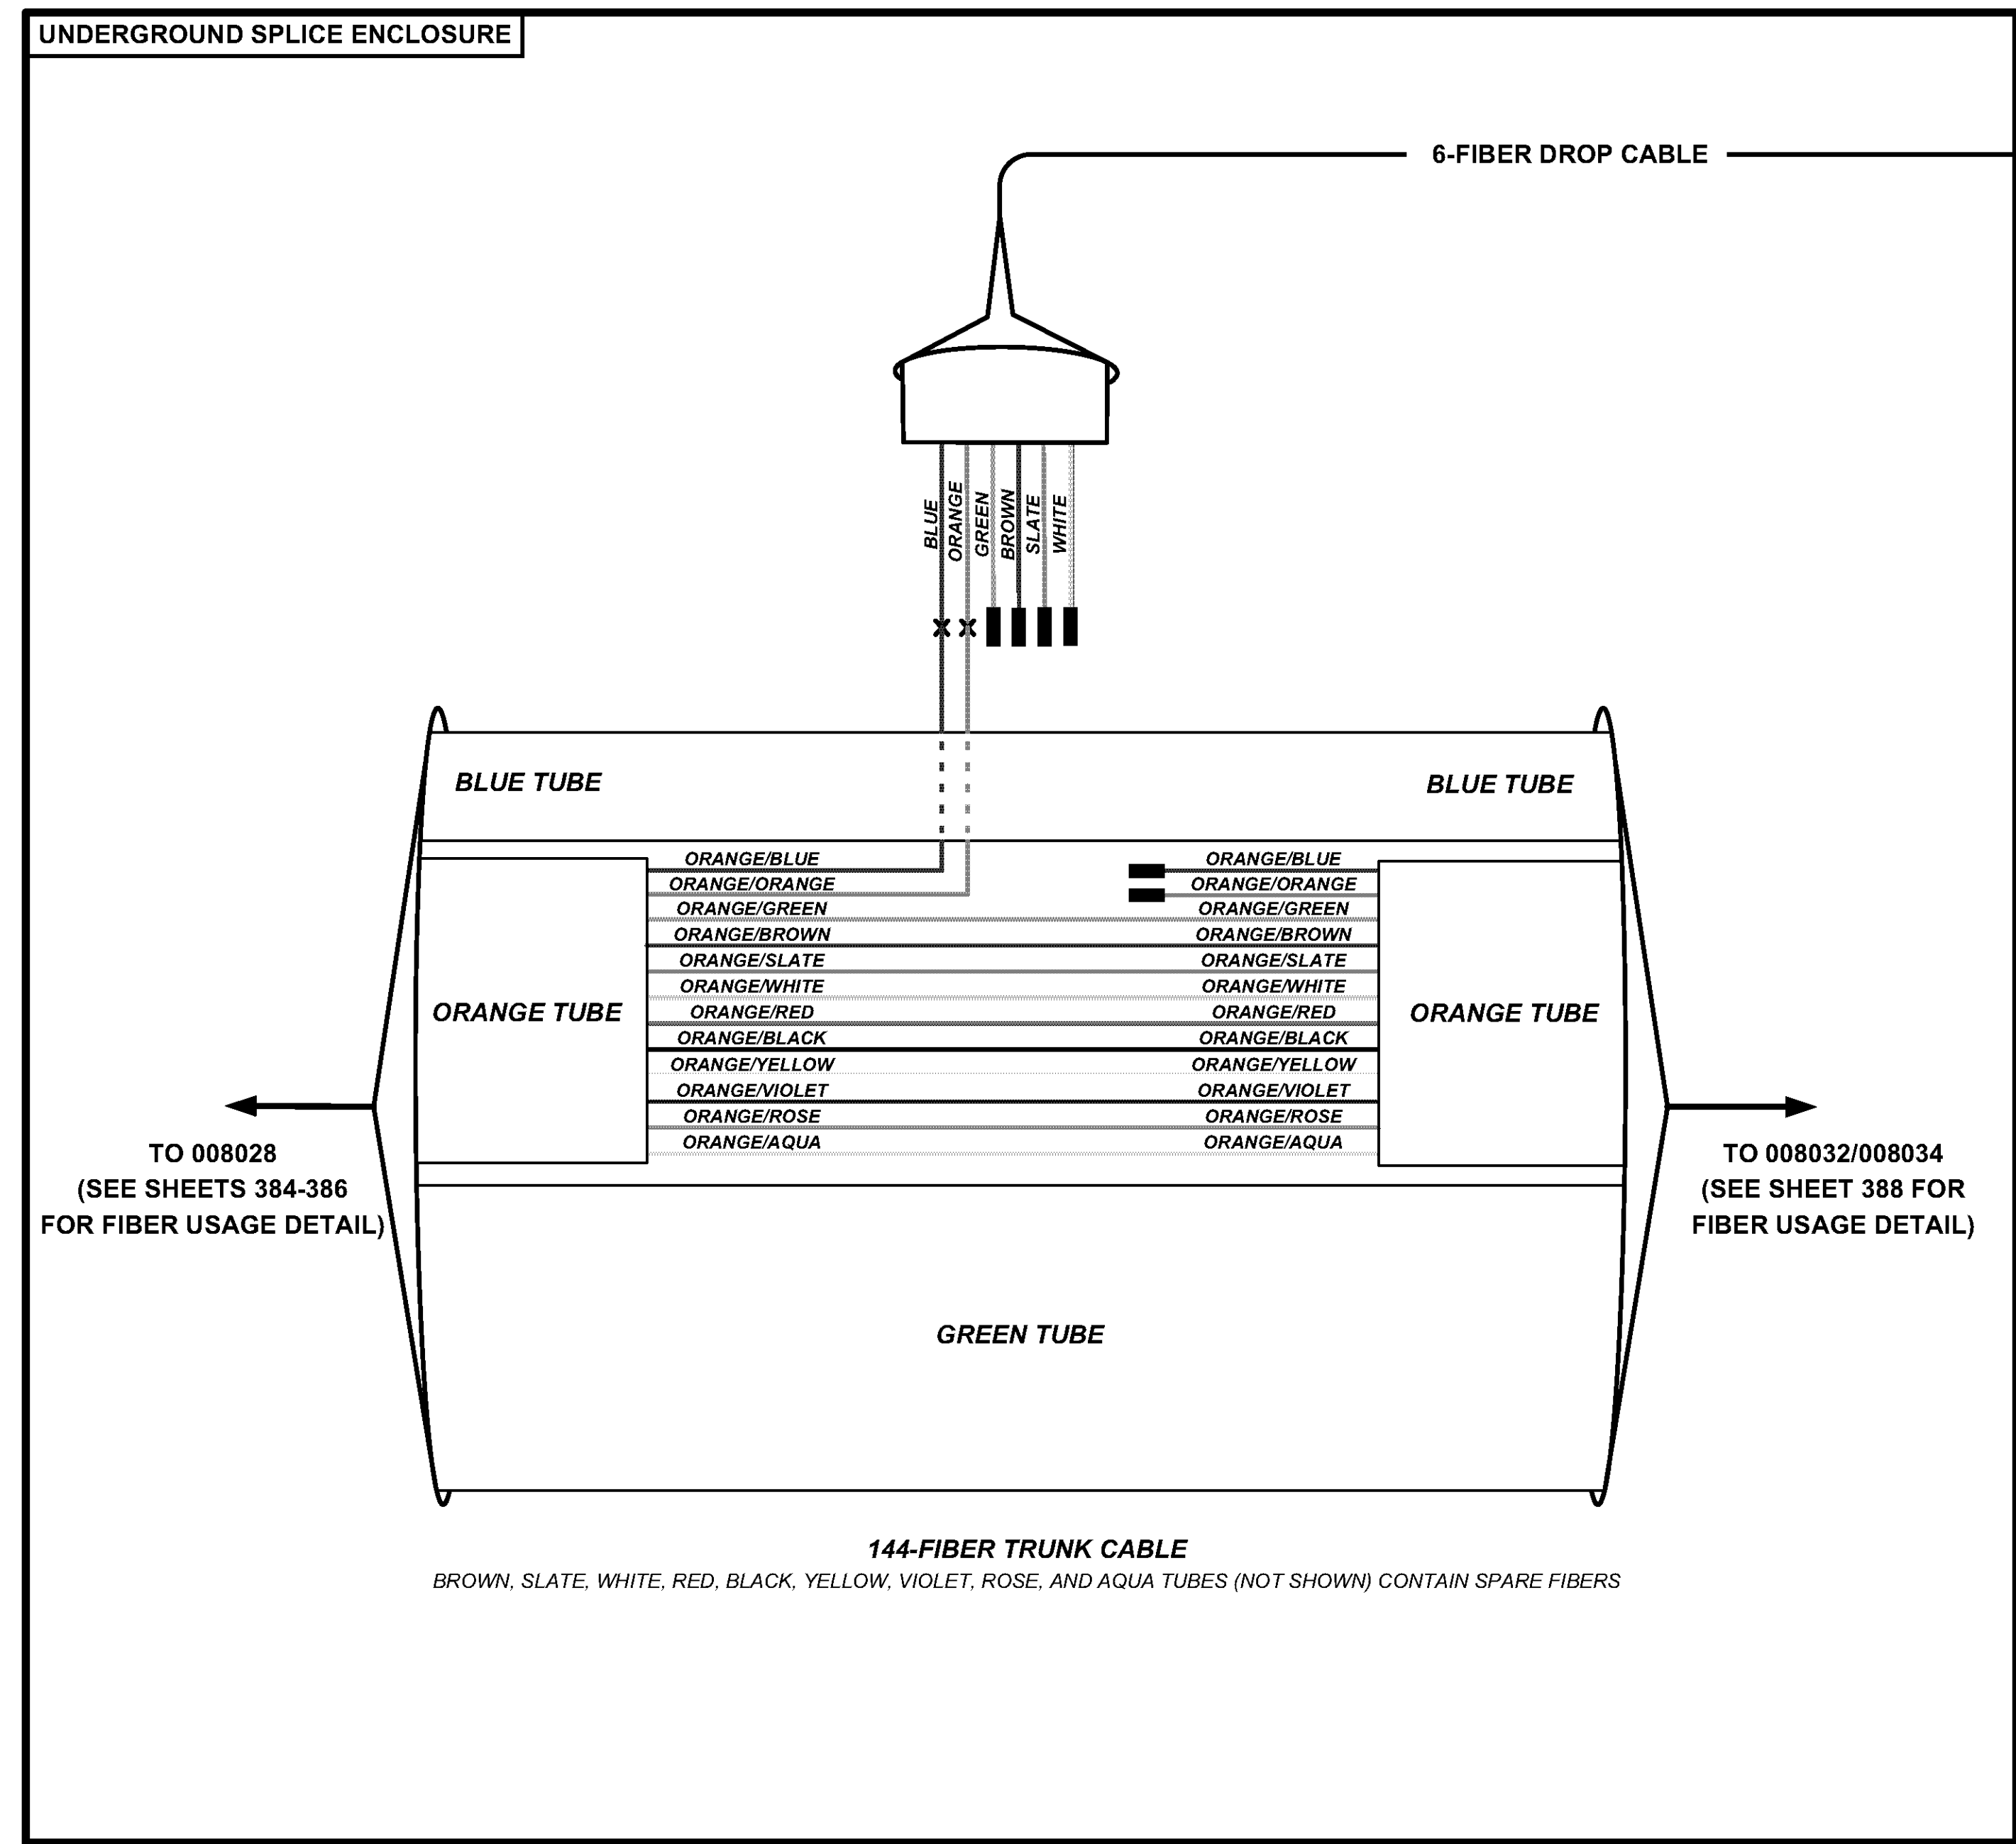 UNDERGROUND SPLICE ENCLOSURE
6-FIBER DROP CABLE
BLUE
ORANGE
GREEN
BROWN
SLATE
WHITE
BLUE TUBE
BLUE TUBE
ORANGE TUBE
ORANGE/BLUE
ORANGE/ORANGE
ORANGE/GREEN
ORANGE/BROWN
ORANGE/SLATE
ORANGE/WHITE
ORANGE/RED
ORANGE/BLACK
ORANGE/YELLOW
ORANGE/VIOLET
ORANGE/ROSE
ORANGE/AQUA
ORANGE/BLUE
ORANGE/ORANGE
ORANGE/GREEN
ORANGE/BROWN
ORANGE/SLATE
ORANGE/WHITE
ORANGE/RED
ORANGE/BLACK
ORANGE/YELLOW
ORANGE/VIOLET
ORANGE/ROSE
ORANGE/AQUA
ORANGE TUBE
TO 008028
(SEE SHEETS 384-386
FOR FIBER USAGE DETAIL)
TO 008032/008034
(SEE SHEET 388 FOR
FIBER USAGE DETAIL)
GREEN TUBE
144-FIBER TRUNK CABLE
BROWN, SLATE, WHITE, RED, BLACK, YELLOW, VIOLET, ROSE, AND AQUA TUBES (NOT SHOWN) CONTAIN SPARE FIBERS